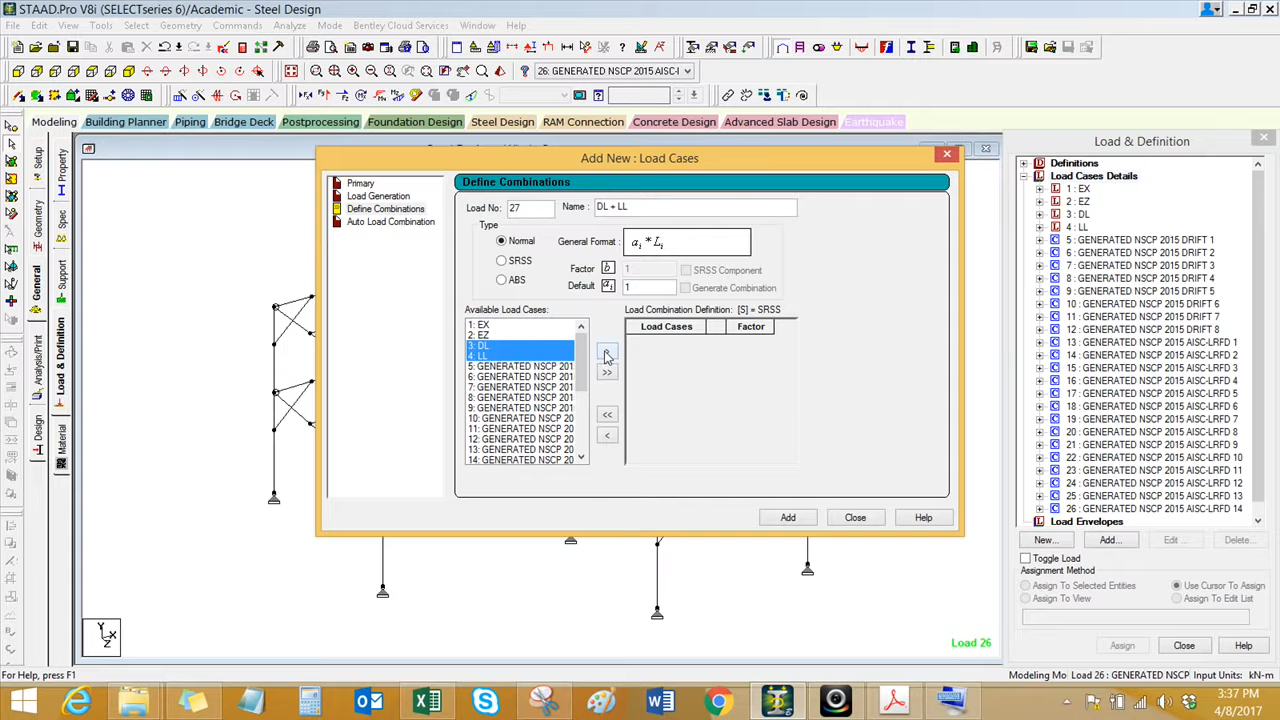 STAAD.Pro V8i (SELECTseries 6)/Academic - Steel Design
File Edit View Tools Select Geometry Commands Analyze Mode Bentley Cloud Services Window Help
26: GENERATED NSCP 2015 AISC-I
Modeling Building Planner Piping Bridge Deck Postprocessing Foundation Design Steel Design RAM Connection Concrete Design Advanced Slab Design Earthquake
Setup
Geometry
General
Analysis/Print
Design
Property
Spec
Support
Load & Definition
Material
Add New : Load Cases
Primary
Load Generation
Define Combinations
Auto Load Combination
Define Combinations
Load No: 27 Name : DL + LL
Type
Normal
SRSS
ABS
General Format : ai * Li
Factor b 1 SRSS Component
Default ai 1 Generate Combination
Available Load Cases:
1: EX
2: EZ
3: DL
4: LL
5: GENERATED NSCP 201
6: GENERATED NSCP 201
7: GENERATED NSCP 201
8: GENERATED NSCP 201
9: GENERATED NSCP 201
10: GENERATED NSCP 20
11: GENERATED NSCP 20
12: GENERATED NSCP 20
13: GENERATED NSCP 20
14: GENERATED NSCP 20
>
>>
<<
<
Load Combination Definition: [S] = SRSS
Load Cases Factor
Add Close Help
Load & Definition
Definitions
Load Cases Details
1 : EX
2 : EZ
3 : DL
4 : LL
5 : GENERATED NSCP 2015 DRIFT 1
6 : GENERATED NSCP 2015 DRIFT 2
7 : GENERATED NSCP 2015 DRIFT 3
8 : GENERATED NSCP 2015 DRIFT 4
9 : GENERATED NSCP 2015 DRIFT 5
10 : GENERATED NSCP 2015 DRIFT 6
11 : GENERATED NSCP 2015 DRIFT 7
12 : GENERATED NSCP 2015 DRIFT 8
13 : GENERATED NSCP 2015 AISC-LRFD 1
14 : GENERATED NSCP 2015 AISC-LRFD 2
15 : GENERATED NSCP 2015 AISC-LRFD 3
16 : GENERATED NSCP 2015 AISC-LRFD 4
17 : GENERATED NSCP 2015 AISC-LRFD 5
18 : GENERATED NSCP 2015 AISC-LRFD 6
19 : GENERATED NSCP 2015 AISC-LRFD 7
20 : GENERATED NSCP 2015 AISC-LRFD 8
21 : GENERATED NSCP 2015 AISC-LRFD 9
22 : GENERATED NSCP 2015 AISC-LRFD 10
23 : GENERATED NSCP 2015 AISC-LRFD 11
24 : GENERATED NSCP 2015 AISC-LRFD 12
25 : GENERATED NSCP 2015 AISC-LRFD 13
26 : GENERATED NSCP 2015 AISC-LRFD 14
Load Envelopes
New... Add... Edit ... Delete...
Toggle Load
Assignment Method
Assign To Selected Entities Use Cursor To Assign
Assign To View Assign To Edit List
Assign Close Help
Y
X
Z
Load 26
For Help, press F1
Modeling Mo Load 26 : GENERATED NSCP Input Units: kN-m
3:37 PM
4/8/2017